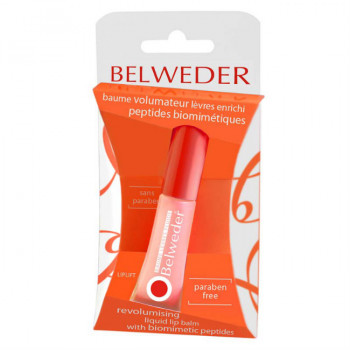 BELWEDER
baume volumateur lèvres enrichi
peptides biomimétiques
sans
paraben
Belweder
UPLIFT
paraben
free
revolumising
liquid lip balm
with biomimetic peptides